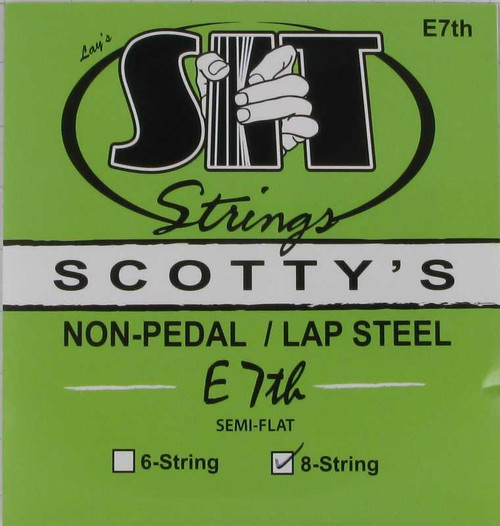 E7th
Lay's
SIT
Strings
SCOTTY'S
NON-PEDAL / LAP STEEL
E 7th
SEMI-FLAT
6-String 8-String